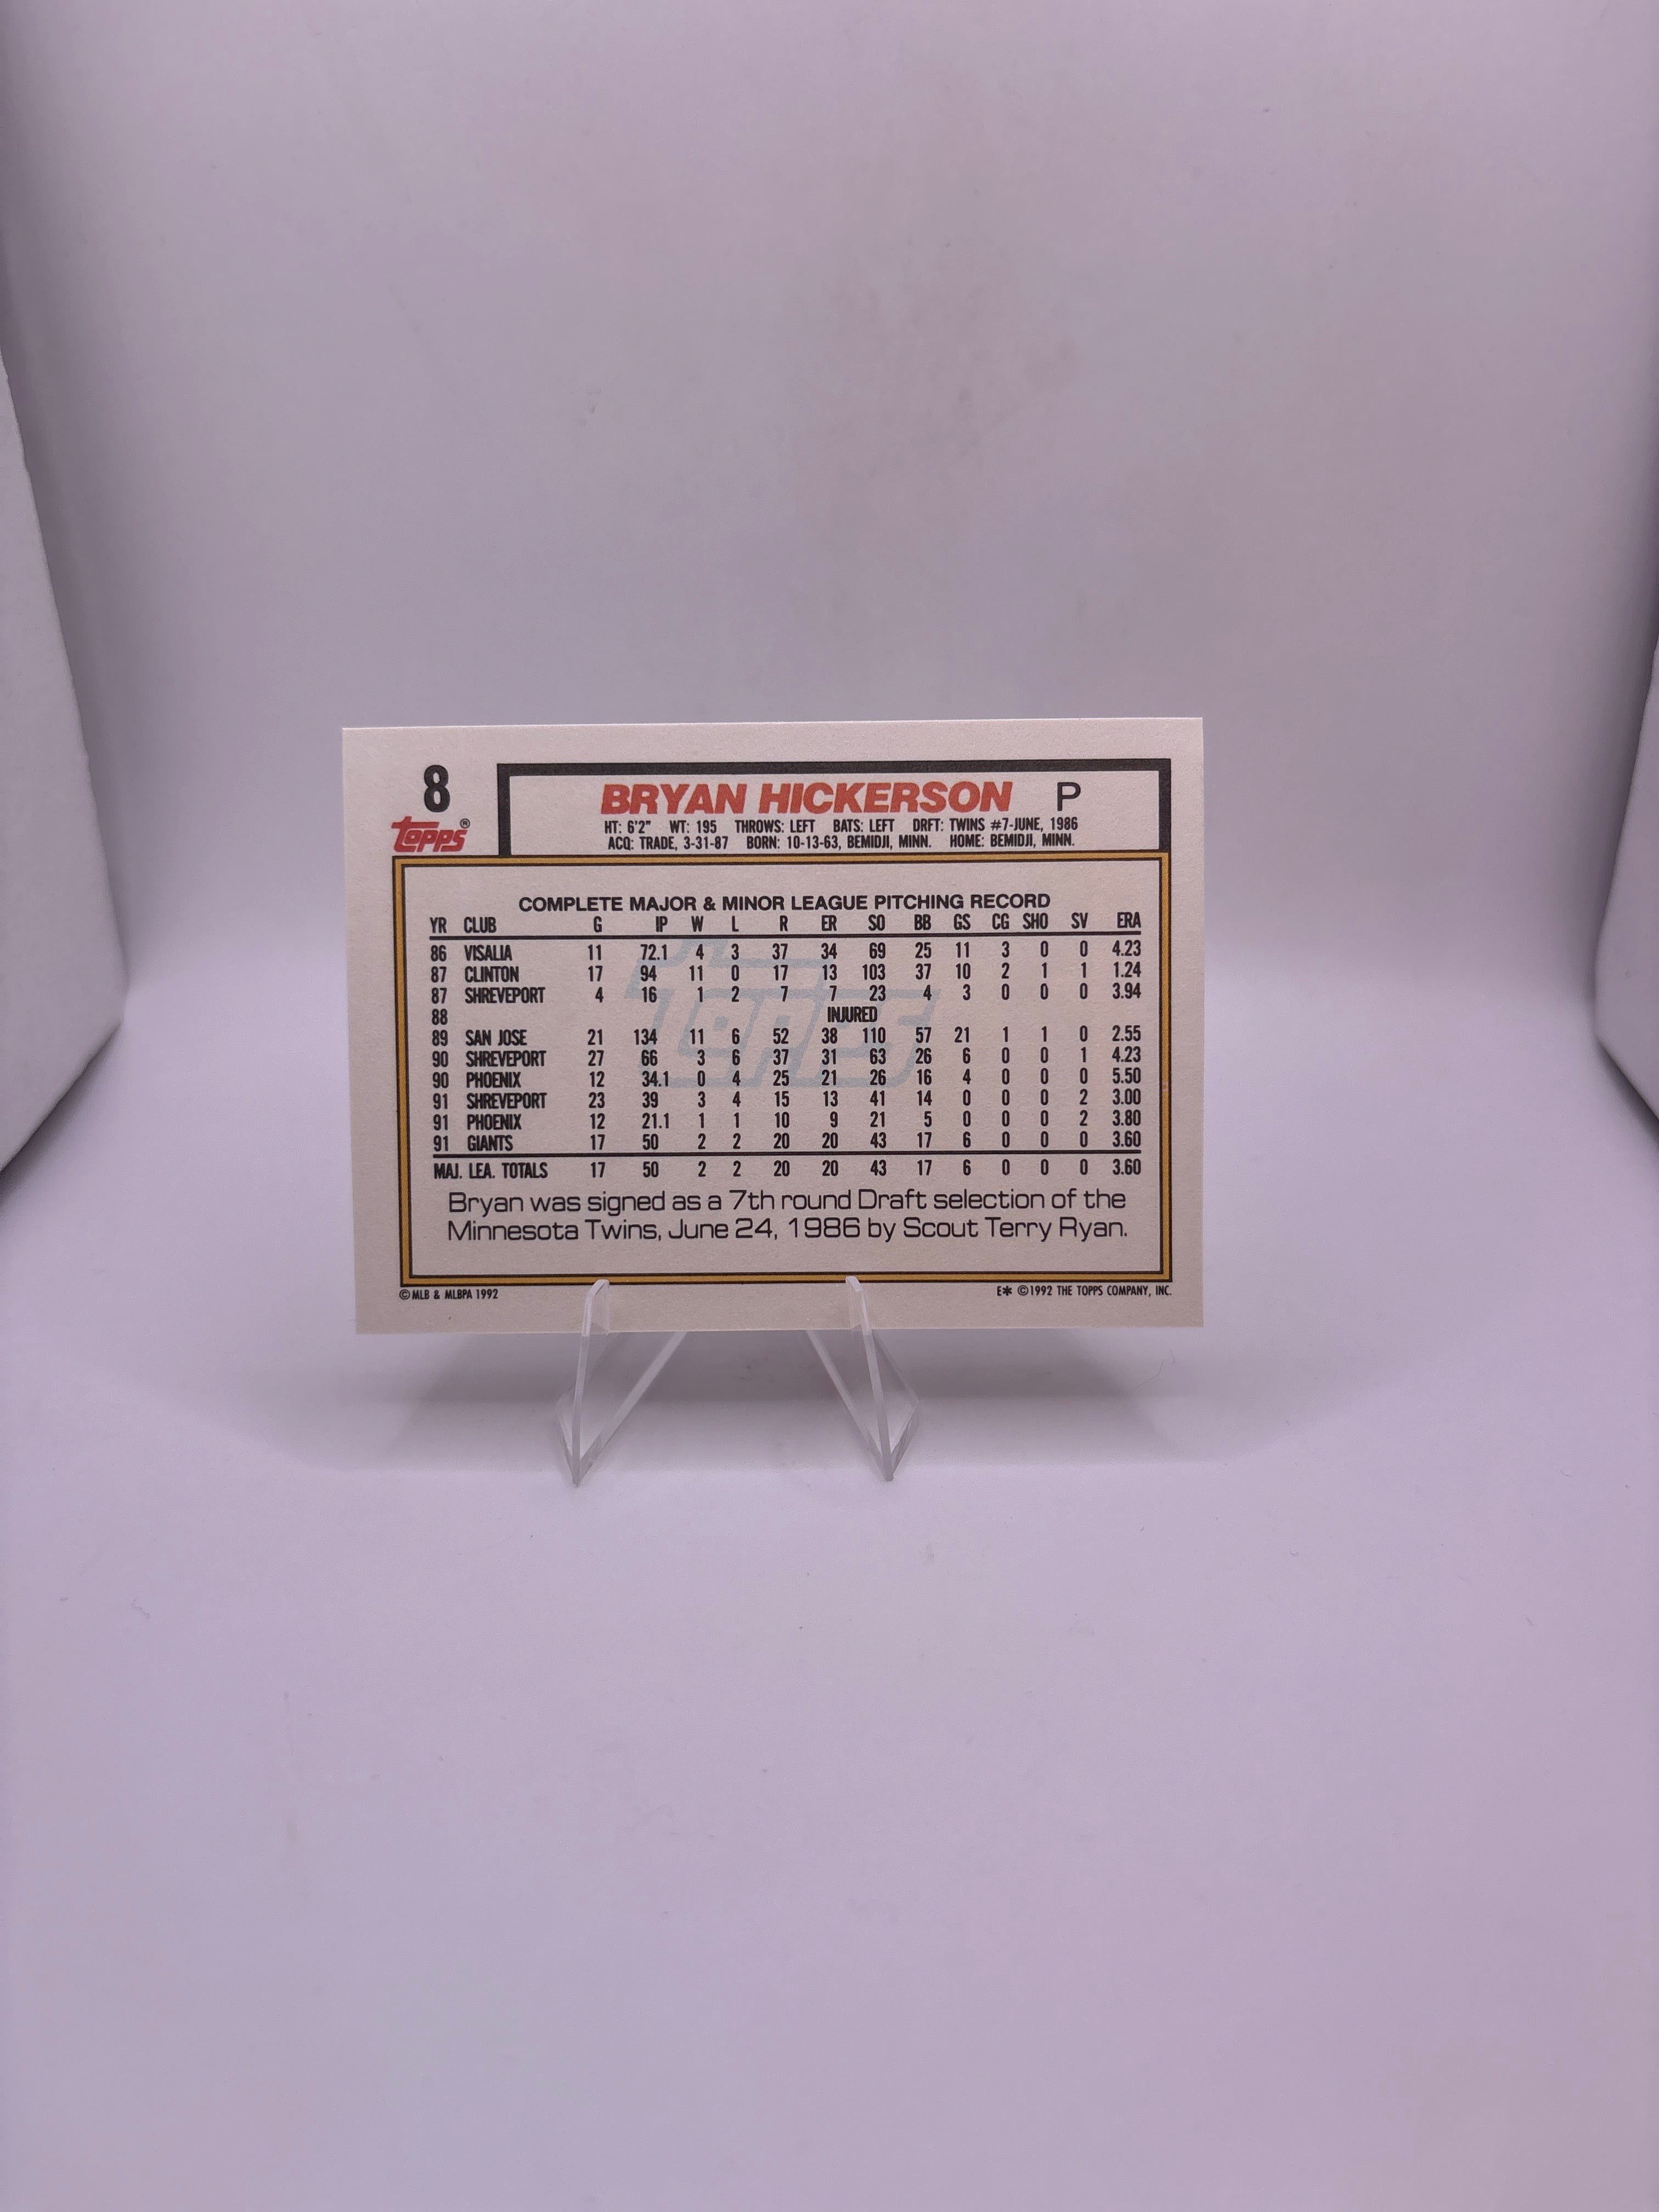 8
Topps®
BRYAN HICKERSON P
HT: 6'2" WT: 195 THROWS: LEFT BATS: LEFT DRFT: TWINS #7-JUNE, 1986
ACQ: TRADE, 3-31-87 BORN: 10-13-63, BEMIDJI, MINN. HOME: BEMIDJI, MINN.
COMPLETE MAJOR & MINOR LEAGUE PITCHING RECORD
YR CLUB G IP W L R ER SO BB GS CG SHO SV ERA
86 VISALIA 11 72.1 4 3 37 34 69 25 11 3 0 0 4.23
87 CLINTON 17 94 11 0 17 13 103 37 10 2 1 1 1.24
87 SHREVEPORT 4 16 1 2 7 7 23 4 3 0 0 0 3.94
88 INJURED
89 SAN JOSE 21 134 11 6 52 38 110 57 21 1 1 0 2.55
90 SHREVEPORT 27 66 3 6 37 31 63 26 6 0 0 1 4.23
90 PHOENIX 12 34.1 0 4 25 21 26 16 4 0 0 0 5.50
91 SHREVEPORT 23 39 3 4 15 13 41 14 0 0 0 2 3.00
91 PHOENIX 12 21.1 1 1 10 9 21 5 0 0 0 2 3.80
91 GIANTS 17 50 2 2 20 20 43 17 6 0 0 0 3.60
MAJ. LEA. TOTALS 17 50 2 2 20 20 43 17 6 0 0 0 3.60
Topps
Bryan was signed as a 7th round Draft selection of the
Minnesota Twins, June 24, 1986 by Scout Terry Ryan.
© MLB & MLBPA 1992
E* ©1992 THE TOPPS COMPANY, INC.